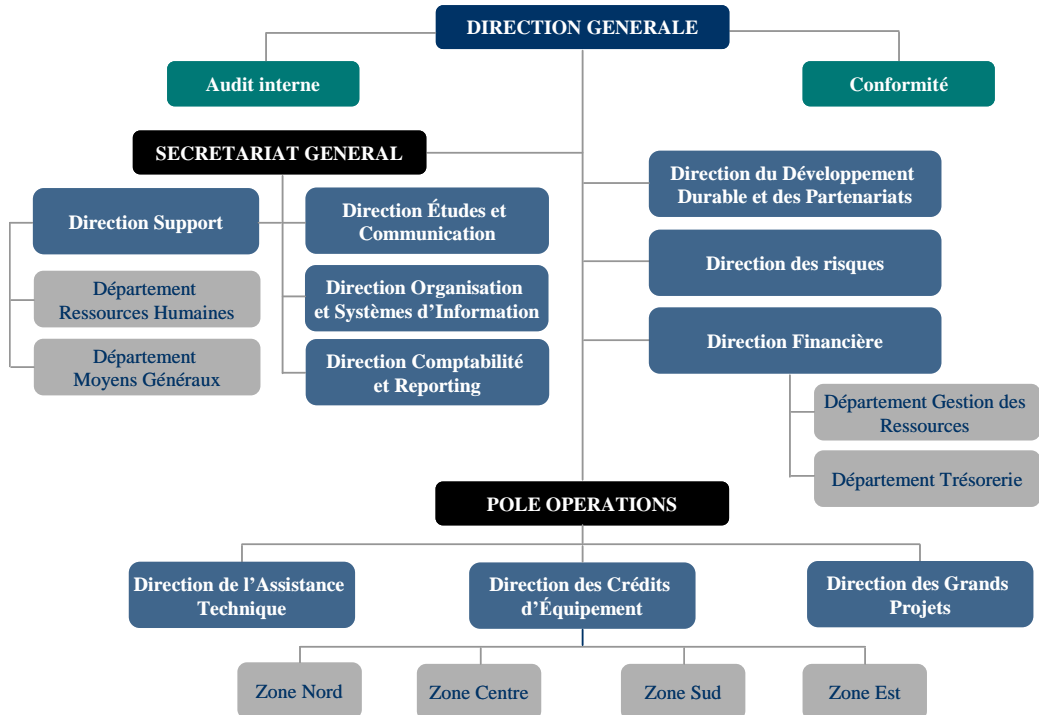 DIRECTION GENERALE
Audit interne
Conformité
SECRETARIAT GENERAL
Direction du Développement
Durable et des Partenariats
Direction Support
Direction Études et
Communication
Direction des risques
Département
Ressources Humaines
Direction Organisation
et Systèmes d’Information
Direction Financière
Département
Moyens Généraux
Direction Comptabilité
et Reporting
Département Gestion des
Ressources
Département Trésorerie
POLE OPERATIONS
Direction de l’Assistance
Technique
Direction des Crédits
d’Équipement
Direction des Grands
Projets
Zone Nord
Zone Centre
Zone Sud
Zone Est